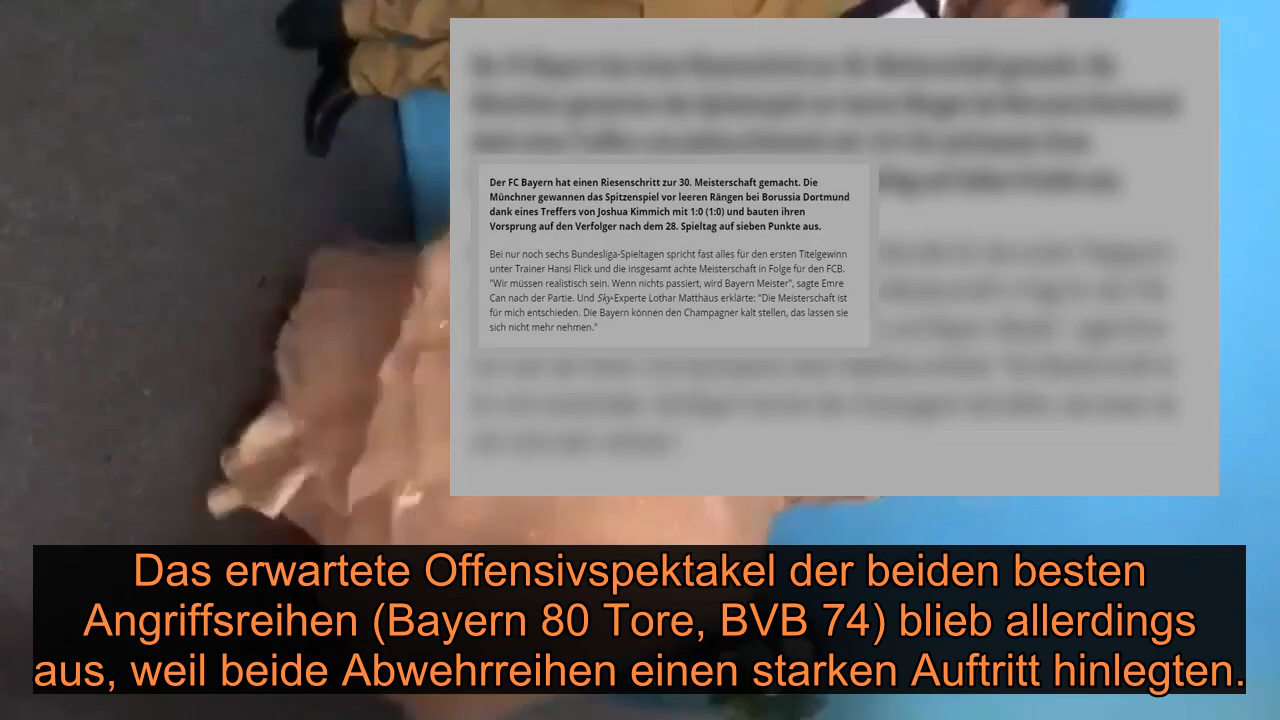 Der FC Bayern hat einen Riesenschritt zur 30. Meisterschaft gemacht. Die
Münchner gewannen das Spitzenspiel vor leeren Rängen bei Borussia Dortmund
dank eines Treffers von Joshua Kimmich mit 1:0 (1:0) und bauten ihren
Vorsprung auf den Verfolger nach dem 28. Spieltag auf sieben Punkte aus.
Bei nur noch sechs Bundesliga-Spieltagen spricht fast alles für den ersten Titelgewinn
unter Trainer Hansi Flick und die insgesamt achte Meisterschaft in Folge für den FCB.
"Wir müssen realistisch sein. Wenn nichts passiert, wird Bayern Meister", sagte Emre
Can nach der Partie. Und Sky-Experte Lothar Matthäus erklärte: "Die Meisterschaft ist
für mich entschieden. Die Bayern können den Champagner kalt stellen, das lassen sie
sich nicht mehr nehmen."
Das erwartete Offensivspektakel der beiden besten
Angriffsreihen (Bayern 80 Tore, BVB 74) blieb allerdings
aus, weil beide Abwehrreihen einen starken Auftritt hinlegten.